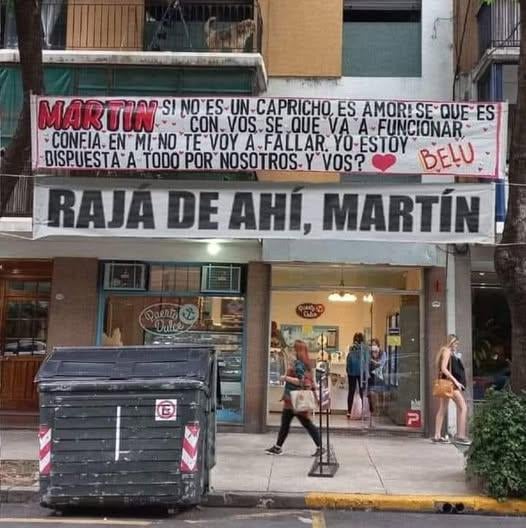 MARTIN SI NO ES UN CAPRICHO, ES AMOR! SE QUE ES
CON VOS, SE QUE VA A FUNCIONAR,
CONFIA EN MI, NO TE VOY A FALLAR. YO ESTOY
DISPUESTA A TODO POR NOSOTROS. Y VOS?
BELU
RAJÁ DE AHÍ, MARTÍN
Puerto
Dulce
Puerto
Dulce
E
P